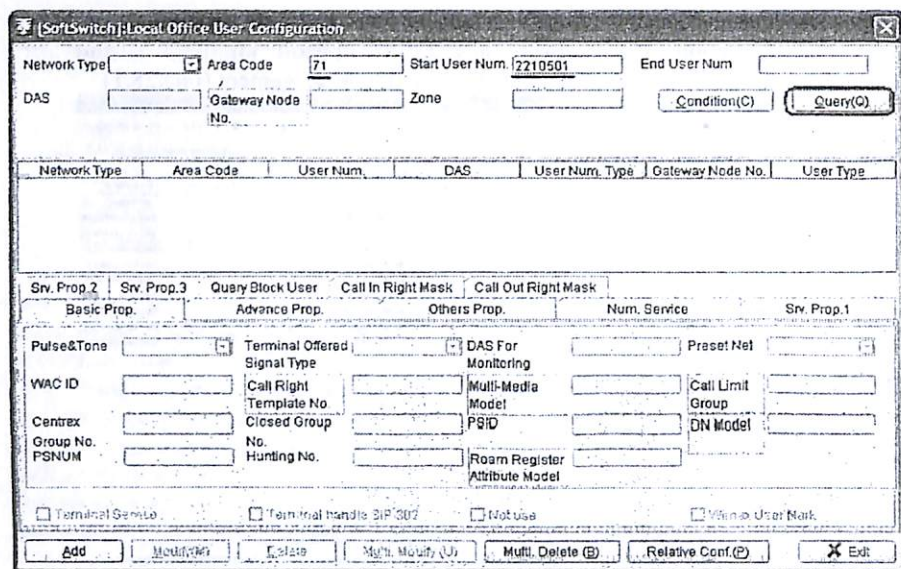 [SoftSwitch]:Local Office User Configuration
Network Type Area Code 71 Start User Num. 2210501 End User Num
DAS Gateway Node No. Zone Condition(C) Query(Q)
Network Type Area Code User Num. DAS User Num. Type Gateway Node No. User Type
Srv. Prop.2 Srv. Prop.3 Query Block User Call In Right Mask Call Out Right Mask
Basic Prop. Advance Prop. Others Prop. Num. Service Srv. Prop.1
Pulse&Tone Terminal Offered Signal Type DAS For Monitoring Preset Net
WAC ID Call Right Template No. Multi-Media Model Call Limit Group
Centrex Group No. Closed Group No. PSID DN Model
PSNUM Hunting No. Roam Register Attribute Model
Terminal Service Terminal handle SIP 302 Not use User Mark
Add Modify(M) Delete Multi. Modify (U) Multi. Delete (B) Relative Conf.(P) Exit